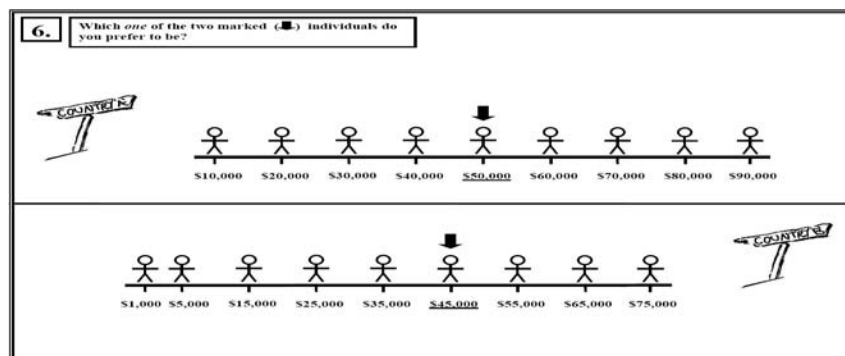 6.
Which one of the two marked (⬇) individuals do
you prefer to be?
COUNTRY A
$10,000 $20,000 $30,000 $40,000 $50,000 $60,000 $70,000 $80,000 $90,000
COUNTRY B
$1,000 $5,000 $15,000 $25,000 $35,000 $45,000 $55,000 $65,000 $75,000